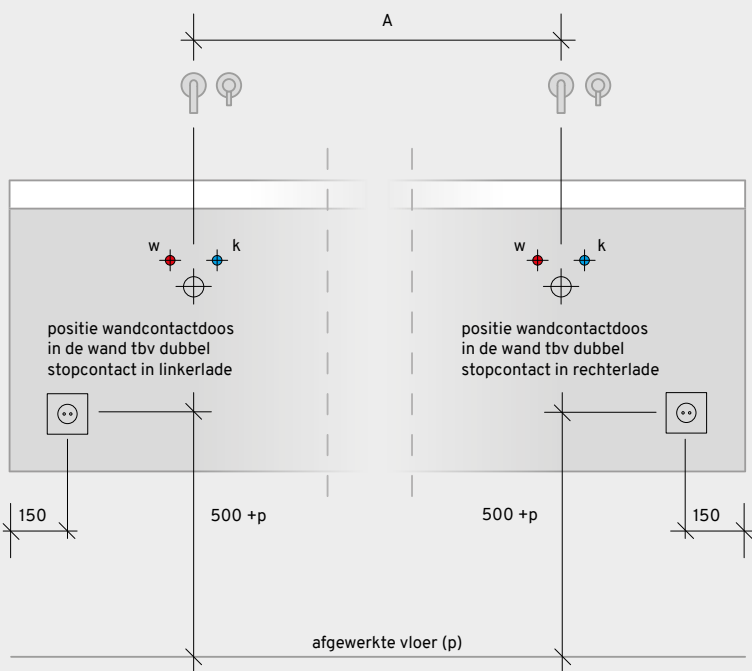 A
w
k
w
k
positie wandcontactdoos
in de wand tbv dubbel
stopcontact in linkerlade
positie wandcontactdoos
in de wand tbv dubbel
stopcontact in rechterlade
150
500 +p
500 +p
150
afgewerkte vloer (p)